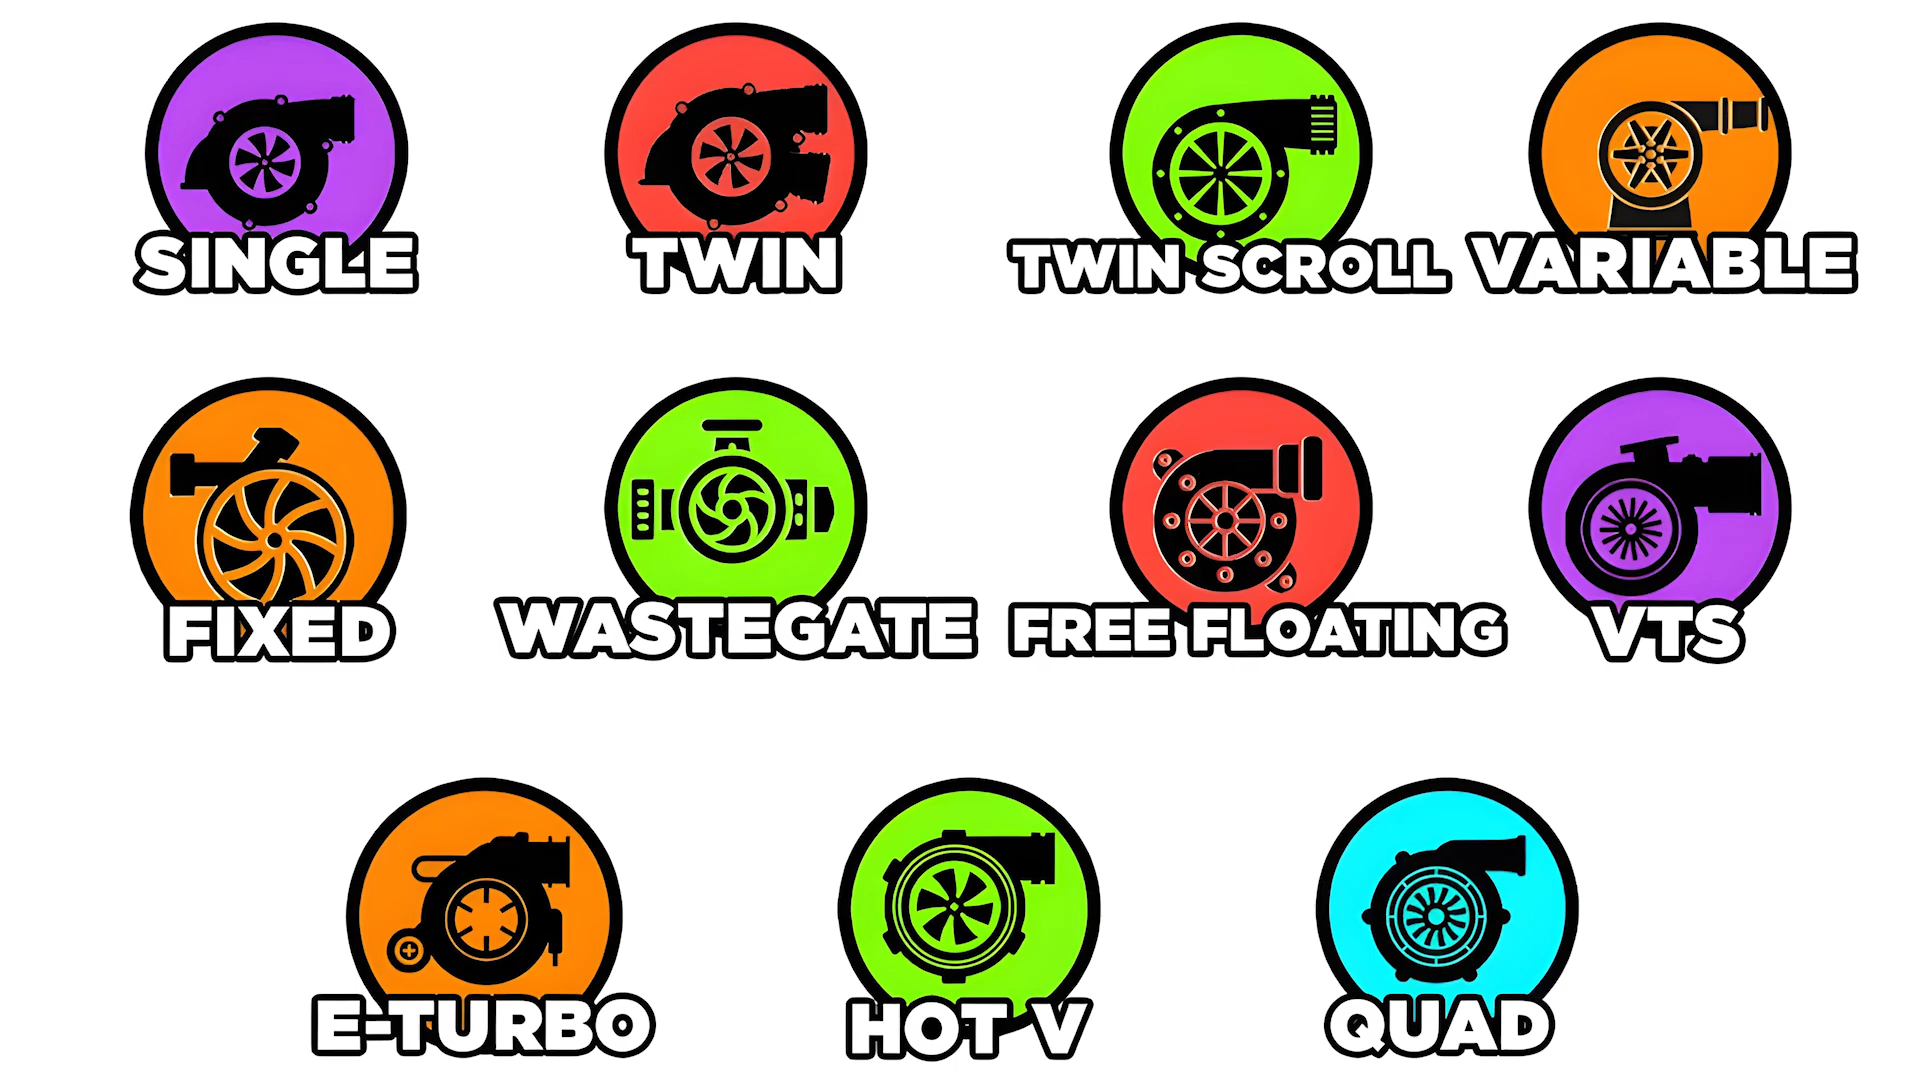 SINGLE
TWIN
TWIN SCROLL
VARIABLE
FIXED
WASTEGATE
FREE FLOATING
VTS
E-TURBO
HOT V
QUAD